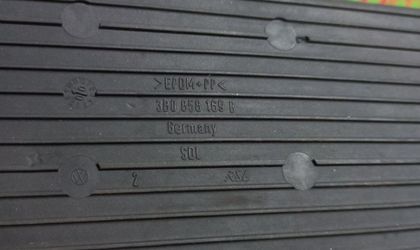 >EPDM+PP<
3B0 858 169 B
Germany
SOL
2